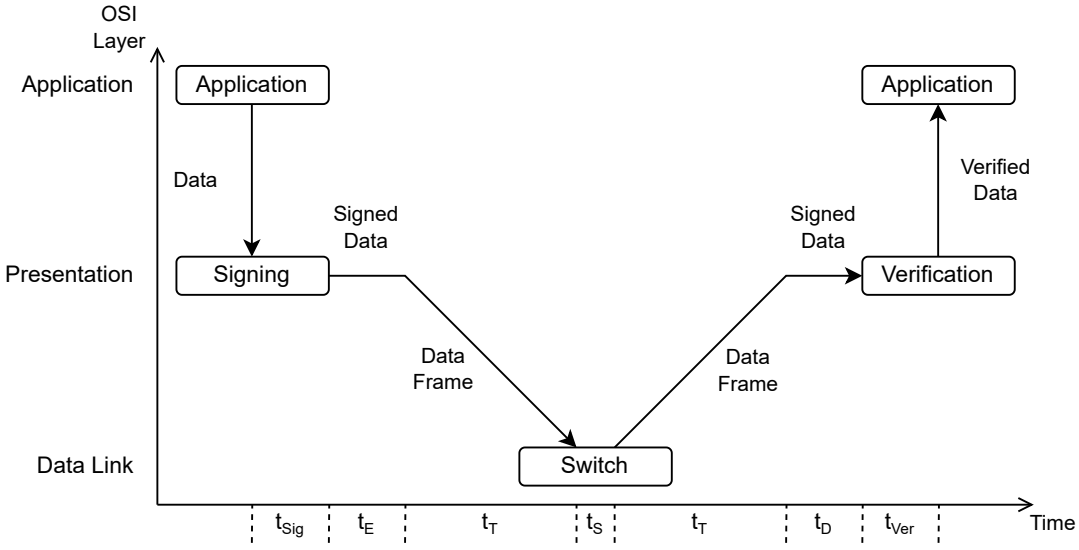 OSI
Layer
Application
Application
Application
Data
Verified
Data
Signed
Data
Signed
Data
Presentation
Signing
Verification
Data
Frame
Data
Frame
Data Link
Switch
tSig
tE
tT
tS
tT
tD
tVer
Time